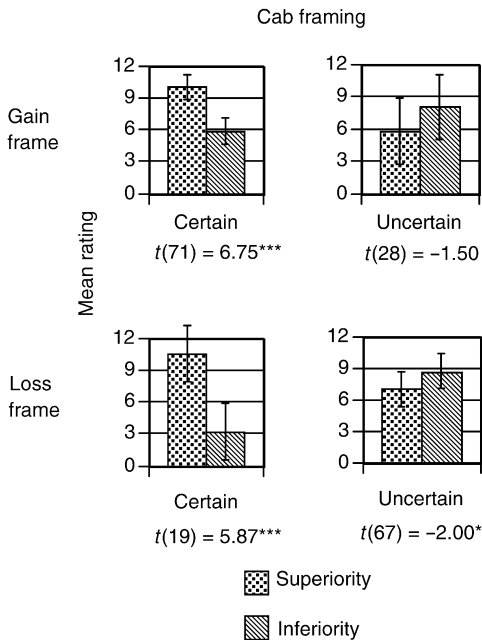 Cab framing
Gain
frame
Mean rating
12
9
6
3
0
Certain
t(71) = 6.75***
12
9
6
3
0
Uncertain
t(28) = –1.50
Loss
frame
12
9
6
3
0
Certain
t(19) = 5.87***
12
9
6
3
0
Uncertain
t(67) = –2.00*
Superiority
Inferiority